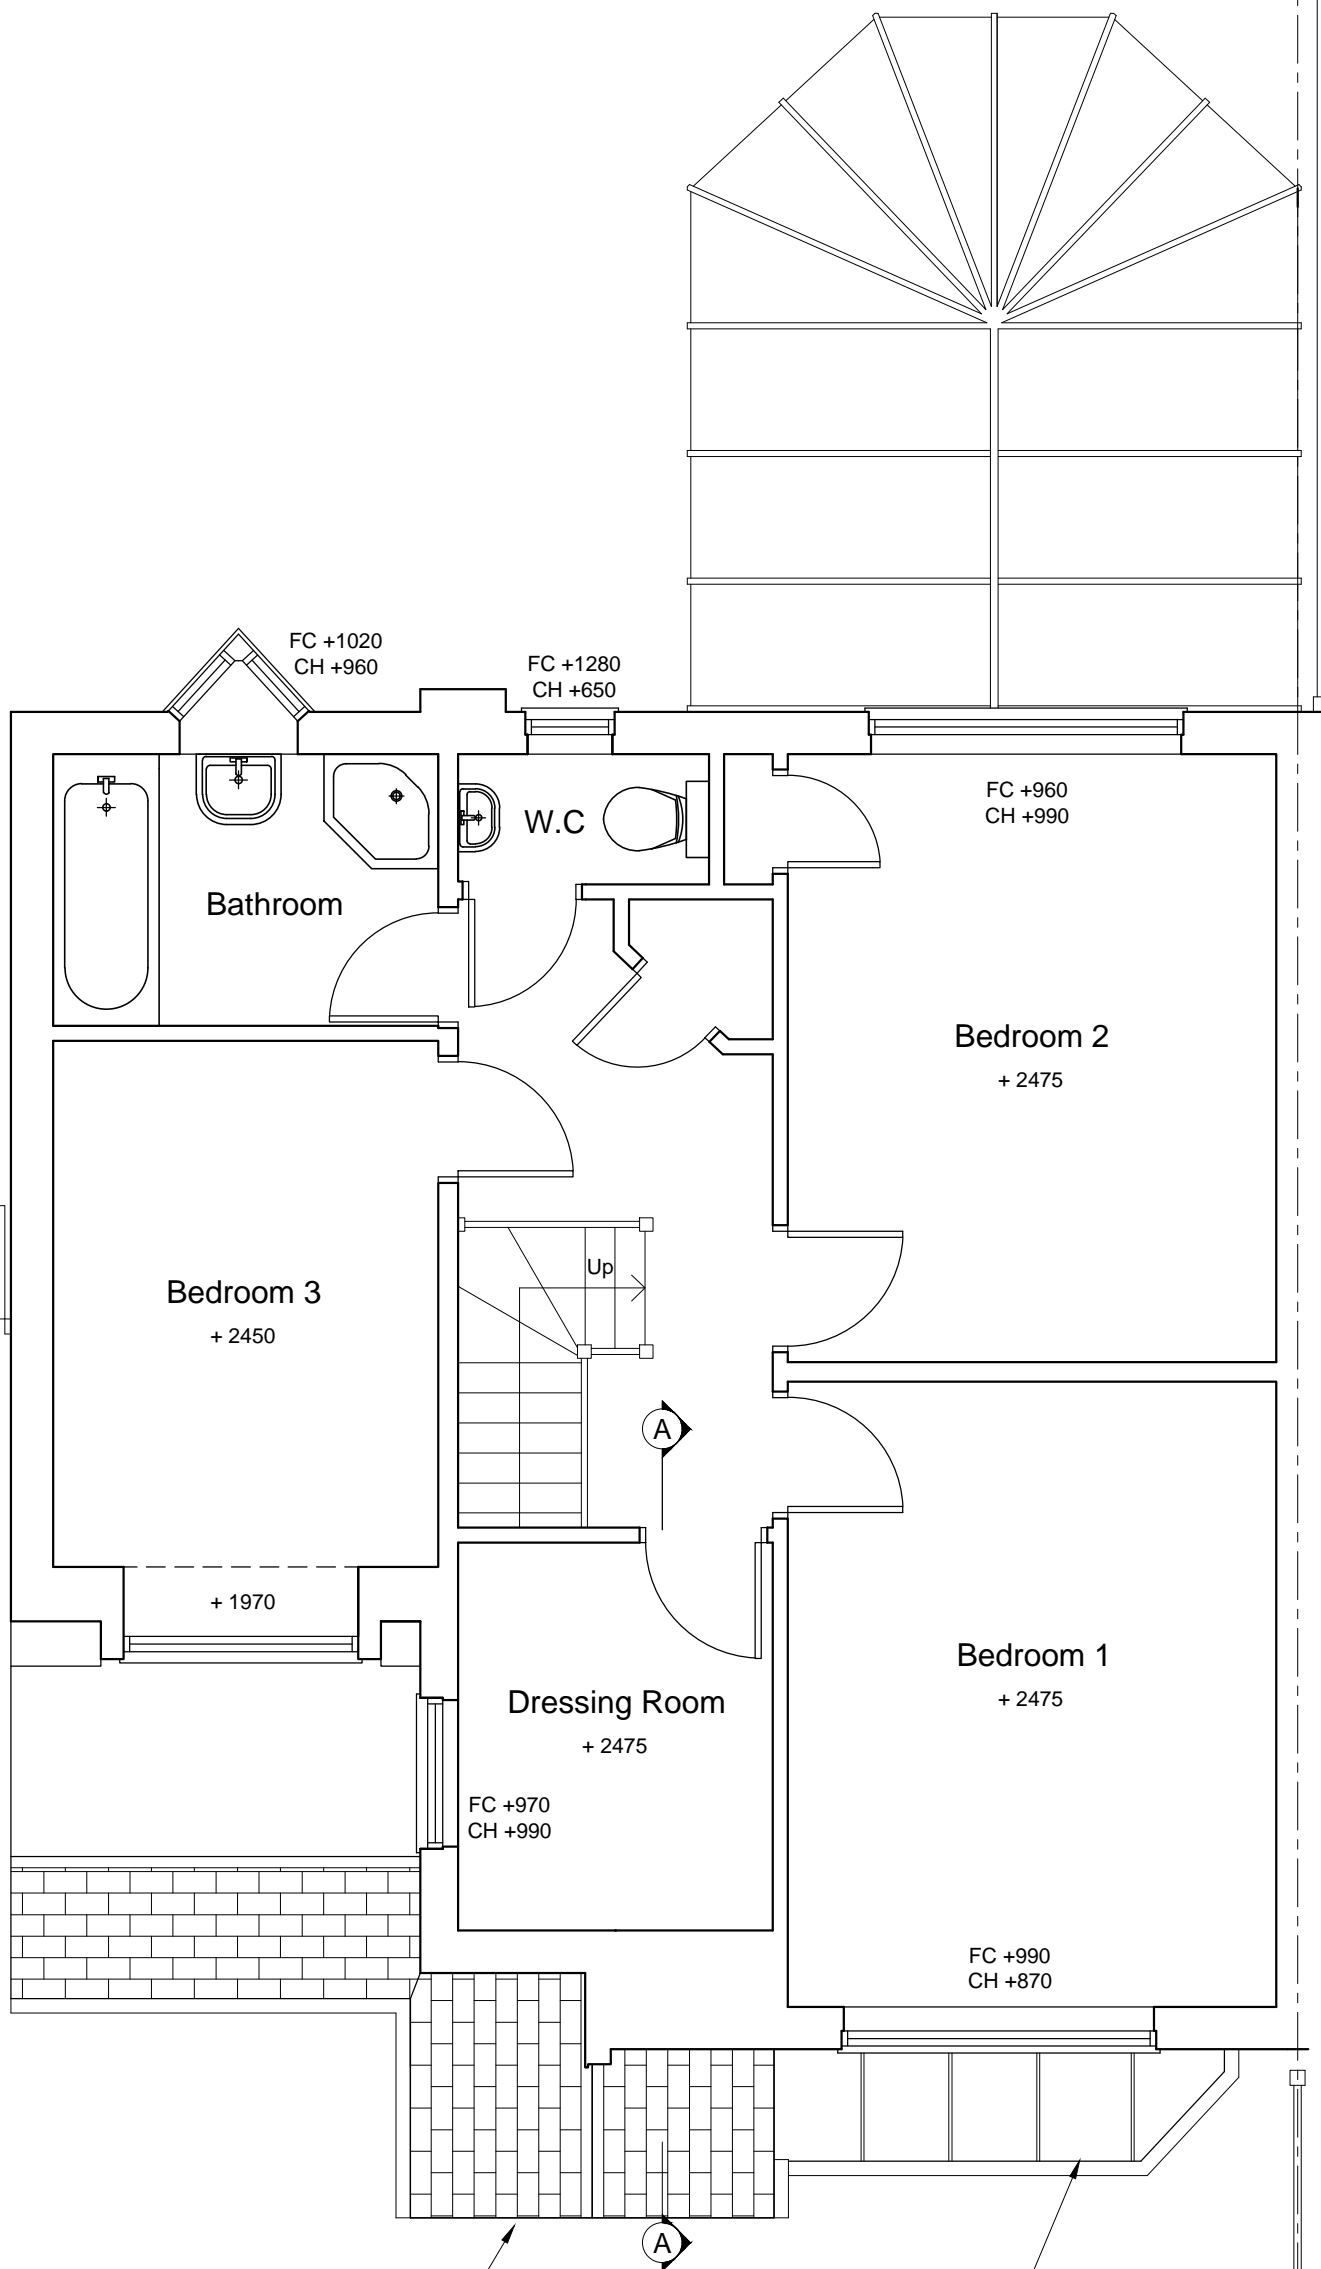 FC +1020
CH +960
FC +1280
CH +650
W.C
FC +960
CH +990
Bathroom
Bedroom 2
+ 2475
Up
Bedroom 3
+ 2450
A
+ 1970
Bedroom 1
+ 2475
Dressing Room
+ 2475
FC +970
CH +990
FC +990
CH +870
A